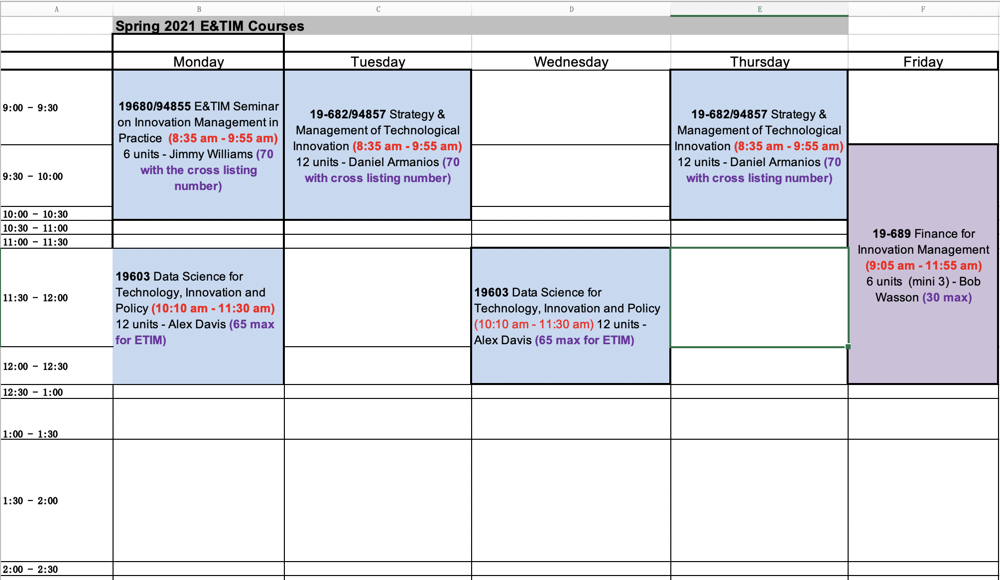 A B C D E F
Spring 2021 E&TIM Courses
Monday Tuesday Wednesday Thursday Friday
9:00 - 9:30
9:30 - 10:00
10:00 - 10:30
10:30 - 11:00
11:00 - 11:30
11:30 - 12:00
12:00 - 12:30
12:30 - 1:00
1:00 - 1:30
1:30 - 2:00
2:00 - 2:30
19680/94855 E&TIM Seminar
on Innovation Management in
Practice (8:35 am - 9:55 am)
6 units - Jimmy Williams (70
with the cross listing
number)
19603 Data Science for
Technology, Innovation and
Policy (10:10 am - 11:30 am)
12 units - Alex Davis (65 max
for ETIM)
19-682/94857 Strategy &
Management of Technological
Innovation (8:35 am - 9:55 am)
12 units - Daniel Armanios (70
with cross listing number)
19603 Data Science for
Technology, Innovation and Policy
(10:10 am - 11:30 am) 12 units -
Alex Davis (65 max for ETIM)
19-682/94857 Strategy &
Management of Technological
Innovation (8:35 am - 9:55 am)
12 units - Daniel Armanios (70
with cross listing number)
19-689 Finance for
Innovation Management
(9:05 am - 11:55 am)
6 units (mini 3) - Bob
Wasson (30 max)